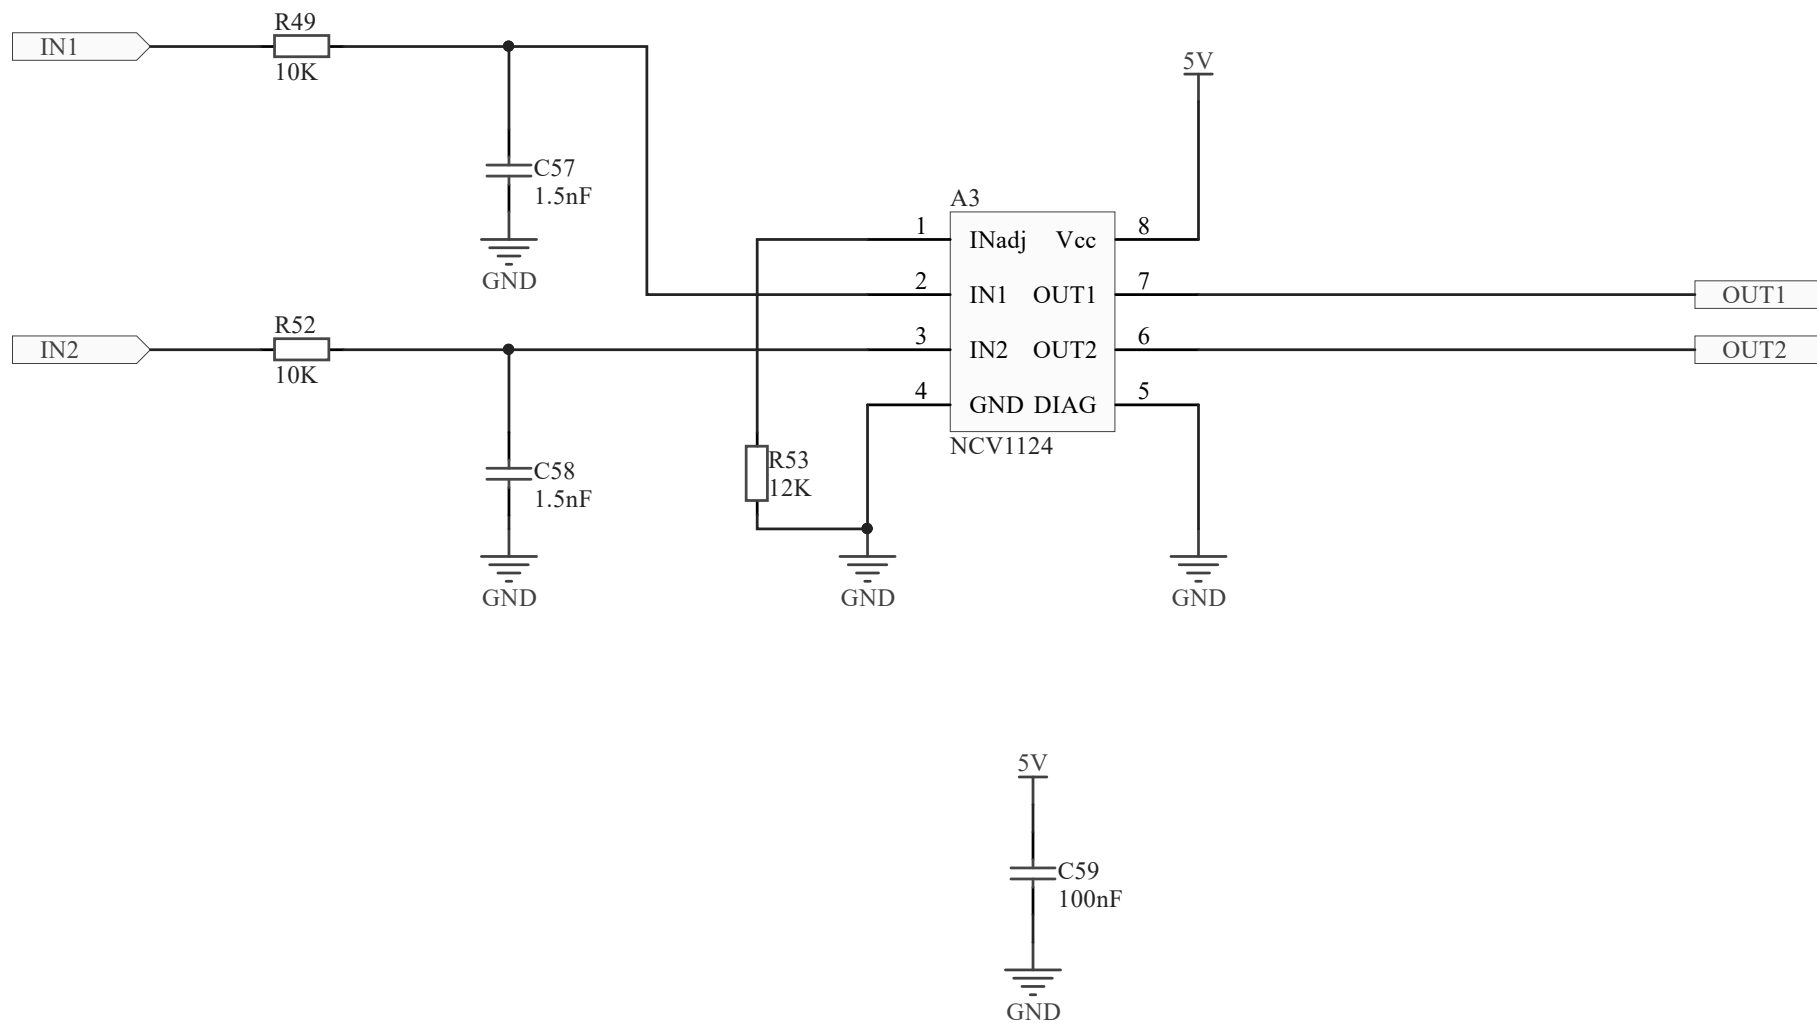 R49
IN1
10K
5V
C57
1.5nF
GND
A3
1 INadj Vcc 8
2 IN1 OUT1 7
OUT1
R52
IN2
10K
3 IN2 OUT2 6
OUT2
4 GND DIAG 5
NCV1124
C58
1.5nF
R53
12K
GND
GND
GND
5V
C59
100nF
GND